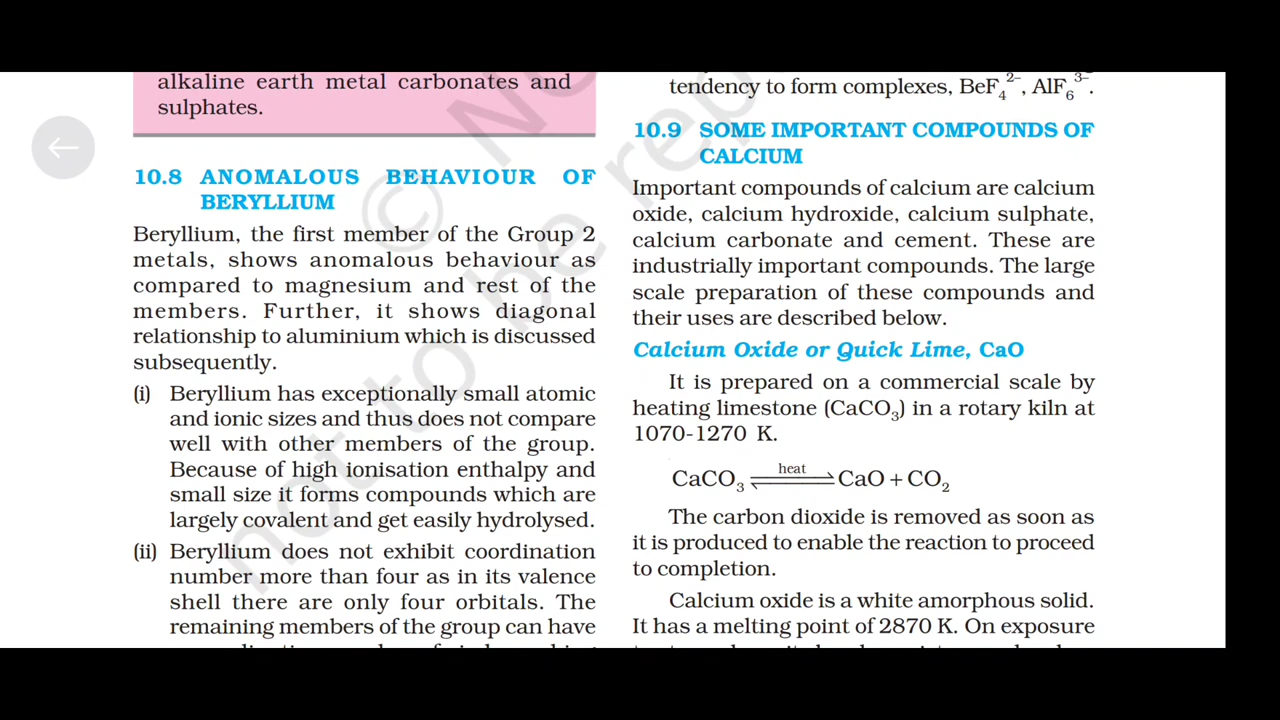 alkaline earth metal carbonates and
sulphates.
10.8 ANOMALOUS BEHAVIOUR OF
BERYLLIUM
Beryllium, the first member of the Group 2
metals, shows anomalous behaviour as
compared to magnesium and rest of the
members. Further, it shows diagonal
relationship to aluminium which is discussed
subsequently.
(i) Beryllium has exceptionally small atomic
and ionic sizes and thus does not compare
well with other members of the group.
Because of high ionisation enthalpy and
small size it forms compounds which are
largely covalent and get easily hydrolysed.
(ii) Beryllium does not exhibit coordination
number more than four as in its valence
shell there are only four orbitals. The
remaining members of the group can have
tendency to form complexes, BeF₄²⁻, AlF₆³⁻.
10.9 SOME IMPORTANT COMPOUNDS OF
CALCIUM
Important compounds of calcium are calcium
oxide, calcium hydroxide, calcium sulphate,
calcium carbonate and cement. These are
industrially important compounds. The large
scale preparation of these compounds and
their uses are described below.
Calcium Oxide or Quick Lime, CaO
It is prepared on a commercial scale by
heating limestone (CaCO₃) in a rotary kiln at
1070-1270 K.
CaCO₃ ⇌ heat CaO + CO₂
The carbon dioxide is removed as soon as
it is produced to enable the reaction to proceed
to completion.
Calcium oxide is a white amorphous solid.
It has a melting point of 2870 K. On exposure
© N
not to be rep